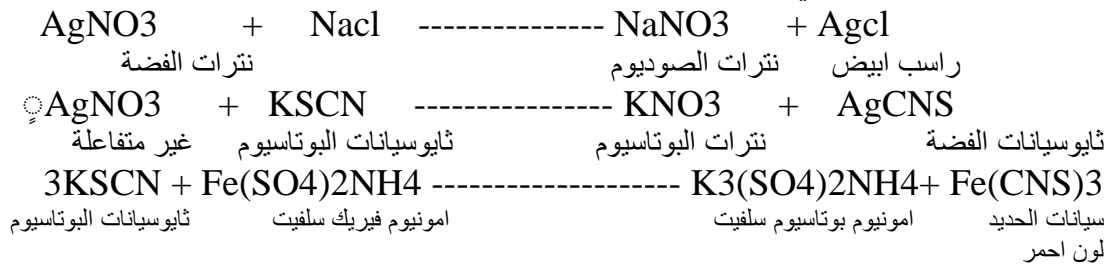 AgNO3 + Nacl --------------- NaNO3 + Agcl
راسب ابيض نترات الصوديوم نترات الفضة
ٍAgNO3 + KSCN ---------------- KNO3 + AgCNS
ثايوسيانات الفضة نترات البوتاسيوم ثايوسيانات البوتاسيوم غير متفاعلة
3KSCN + Fe(SO4)2NH4 -------------------- K3(SO4)2NH4+ Fe(CNS)3
سيانات الحديد امونيوم بوتاسيوم سلفيت امونيوم فيريك سلفيت ثايوسيانات البوتاسيوم
لون احمر